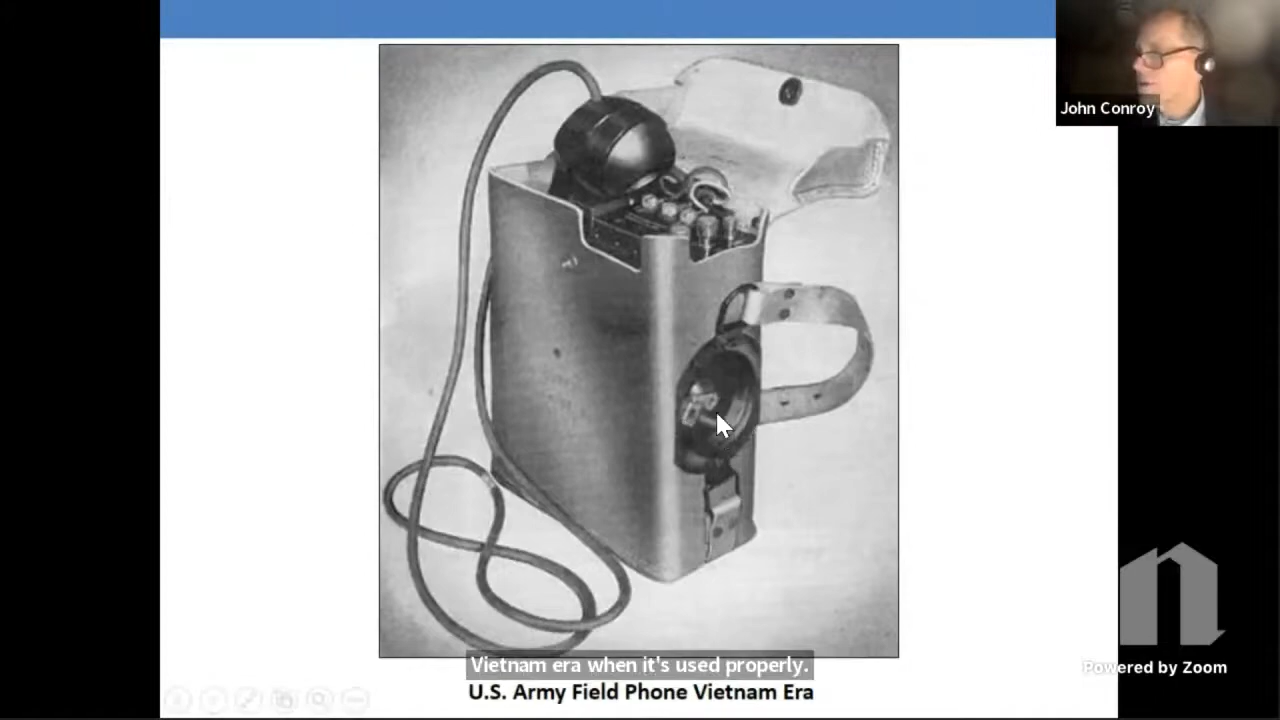 John Conroy
Vietnam era when it's used properly.
U.S. Army Field Phone Vietnam Era
n
Powered by Zoom